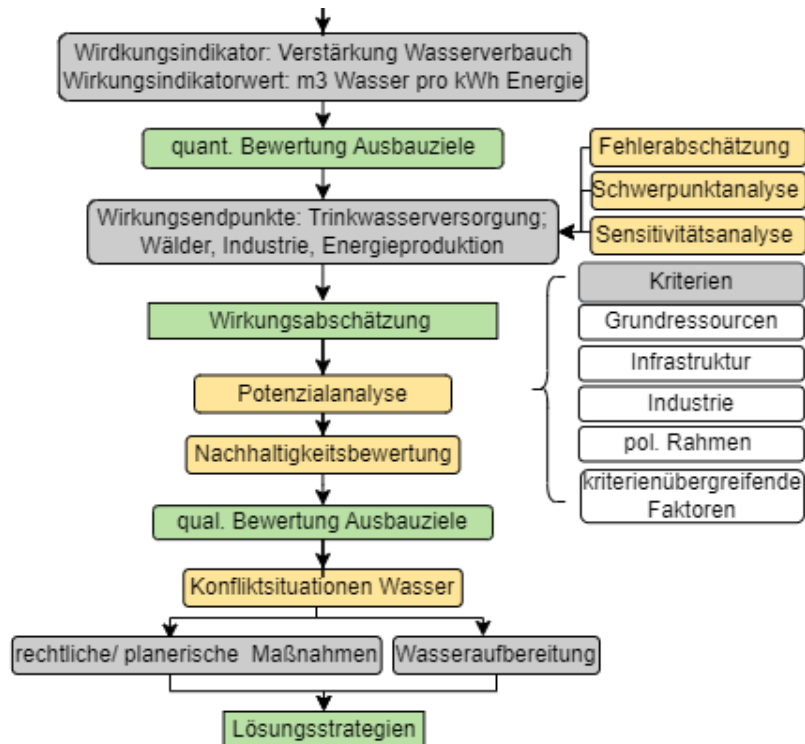 Wirdkungsindikator: Verstärkung Wasserverbauch
Wirkungsindikatorwert: m3 Wasser pro kWh Energie
quant. Bewertung Ausbauziele
Fehlerabschätzung
Schwerpunktanalyse
Sensitivitätsanalyse
Wirkungsendpunkte: Trinkwasserversorgung;
Wälder, Industrie, Energieproduktion
Wirkungsabschätzung
Potenzialanalyse
Nachhaltigkeitsbewertung
qual. Bewertung Ausbauziele
Kriterien
Grundressourcen
Infrastruktur
Industrie
pol. Rahmen
kriterienübergreifende
Faktoren
Konfliktsituationen Wasser
rechtliche/ planerische Maßnahmen
Wasseraufbereitung
Lösungsstrategien